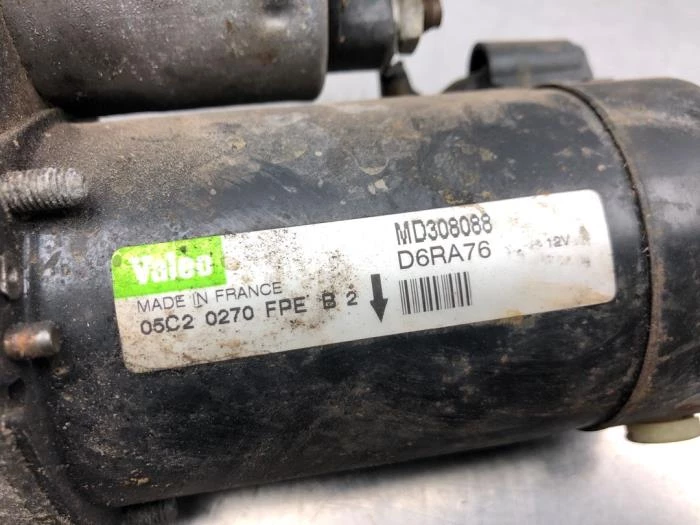 Valeo
MADE IN FRANCE
05C2 0270 FPE B 2
MD308088
D6RA76
12V